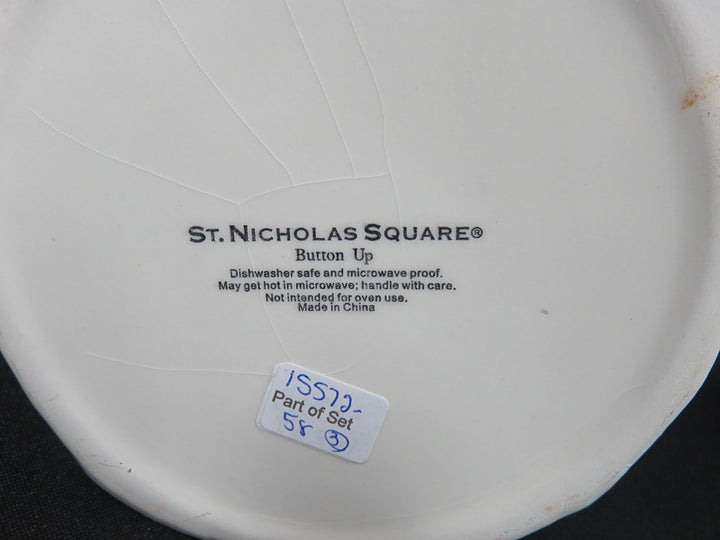 ST. NICHOLAS SQUARE®
Button Up
Dishwasher safe and microwave proof.
May get hot in microwave; handle with care.
Not intended for oven use.
Made in China
15572-
Part of Set
58 3